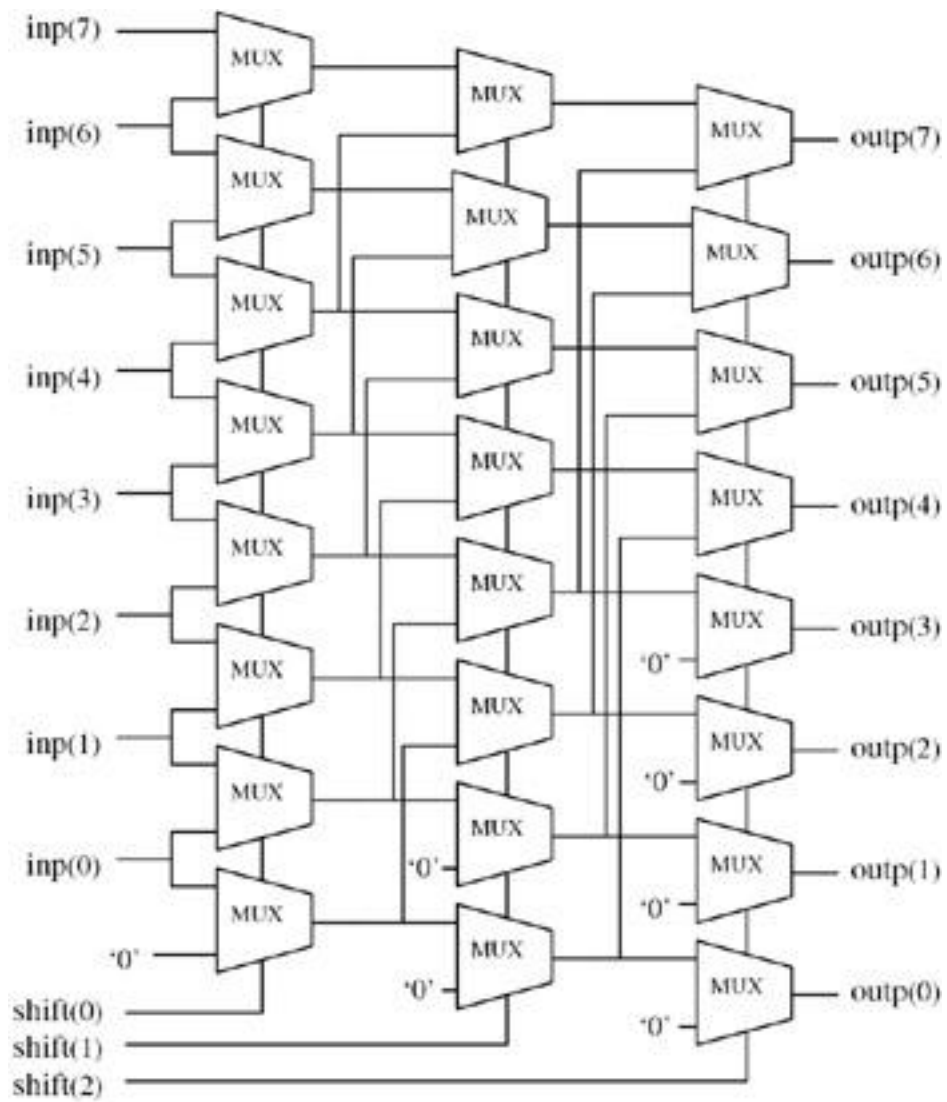 inp(7)
MUX
MUX
MUX
inp(6)
outp(7)
MUX
MUX
MUX
inp(5)
outp(6)
MUX
MUX
inp(4)
MUX
outp(5)
MUX
MUX
inp(3)
MUX
outp(4)
MUX
MUX
inp(2)
MUX
outp(3)
'0'
MUX
MUX
inp(1)
MUX
outp(2)
'0'
MUX
MUX
inp(0)
'0'
MUX
outp(1)
'0'
MUX
MUX
'0'
MUX
outp(0)
'0'
'0'
shift(0)
shift(1)
shift(2)